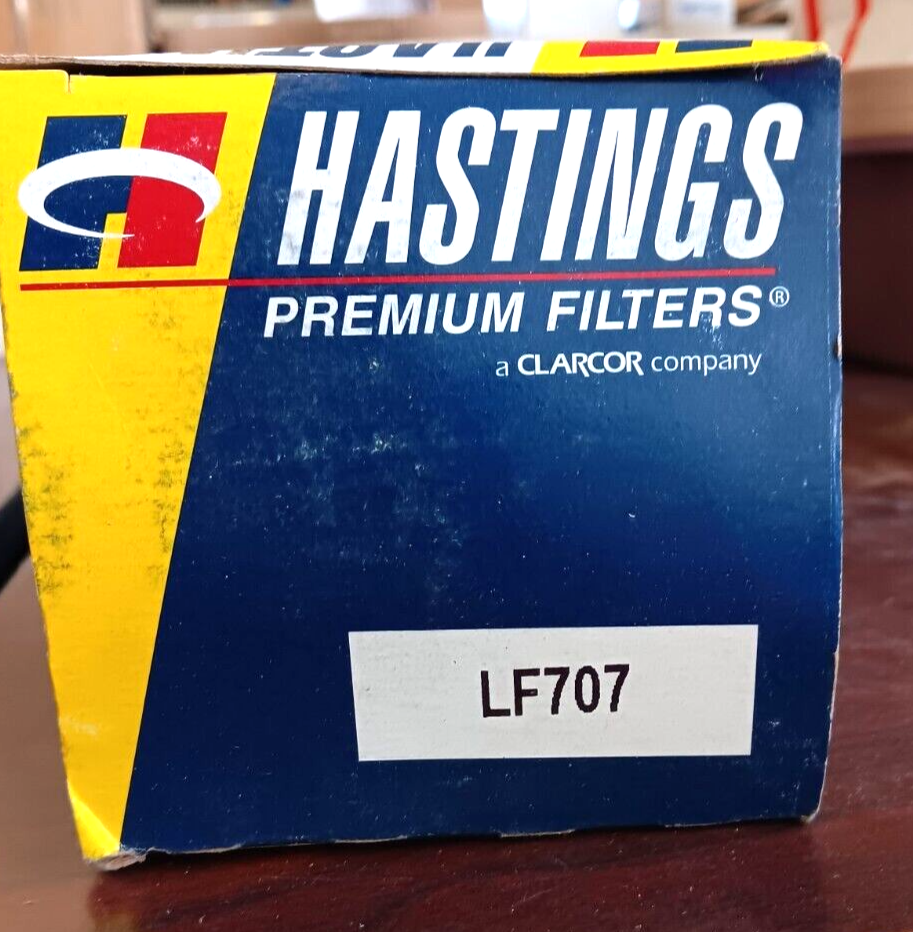 HASTINGS
PREMIUM FILTERS®
a CLARCOR company
LF707